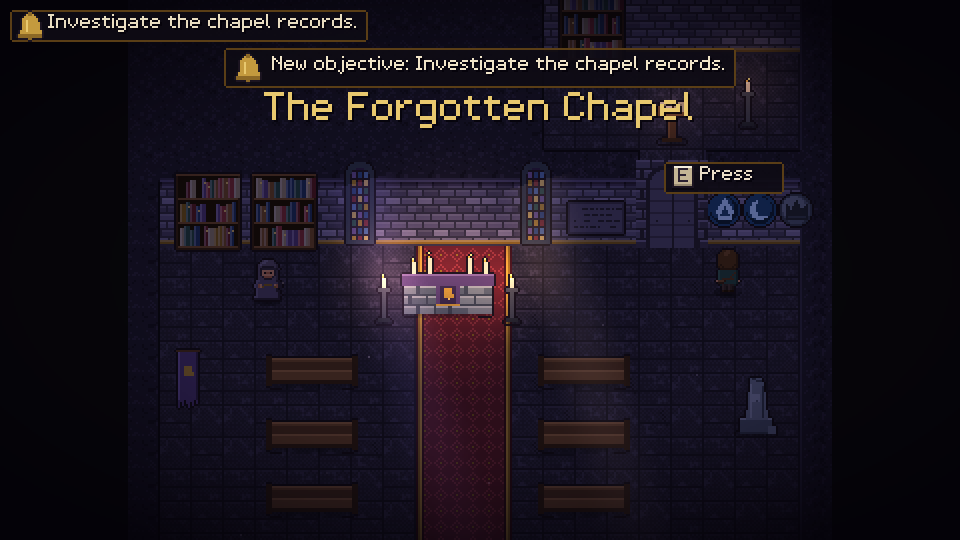 Investigate the chapel records.
New objective: Investigate the chapel records.
The Forgotten Chapel
E Press